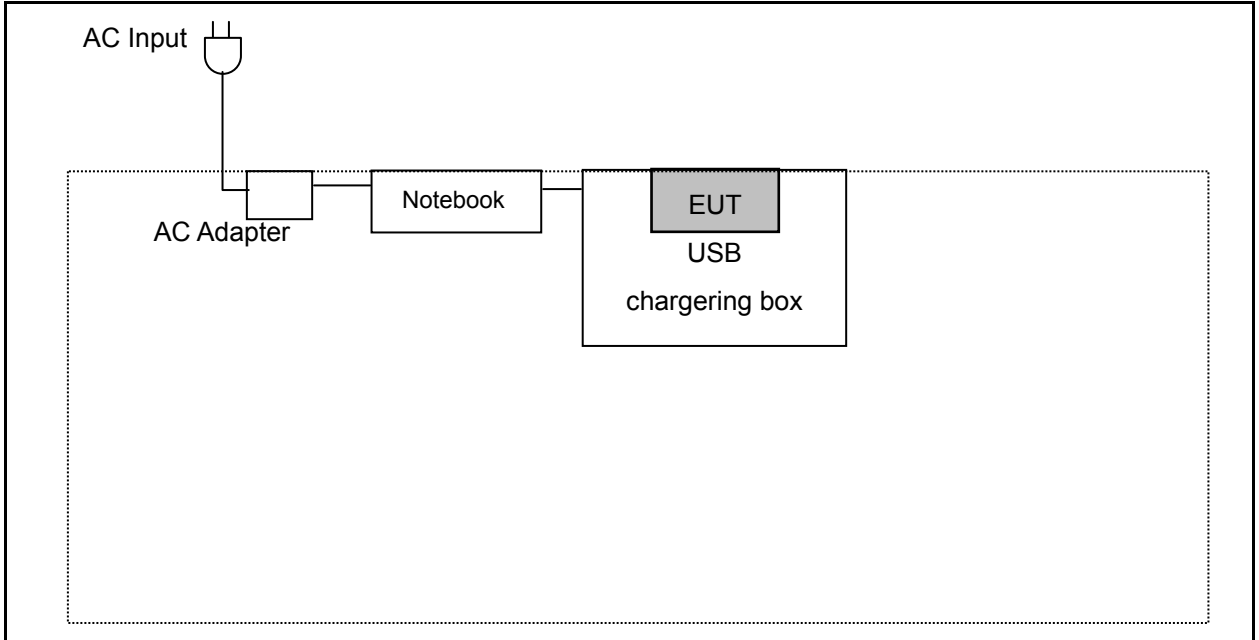 AC Input
AC Adapter
Notebook
EUT
USB
chargering box